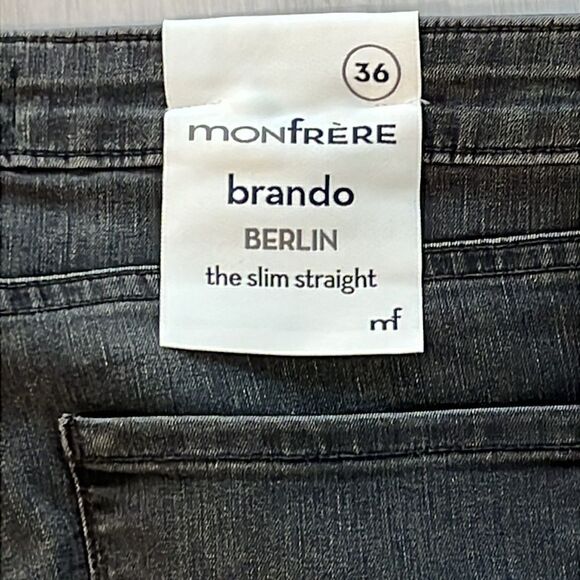 36
MONFRÈRE
brando
BERLIN
the slim straight
mf